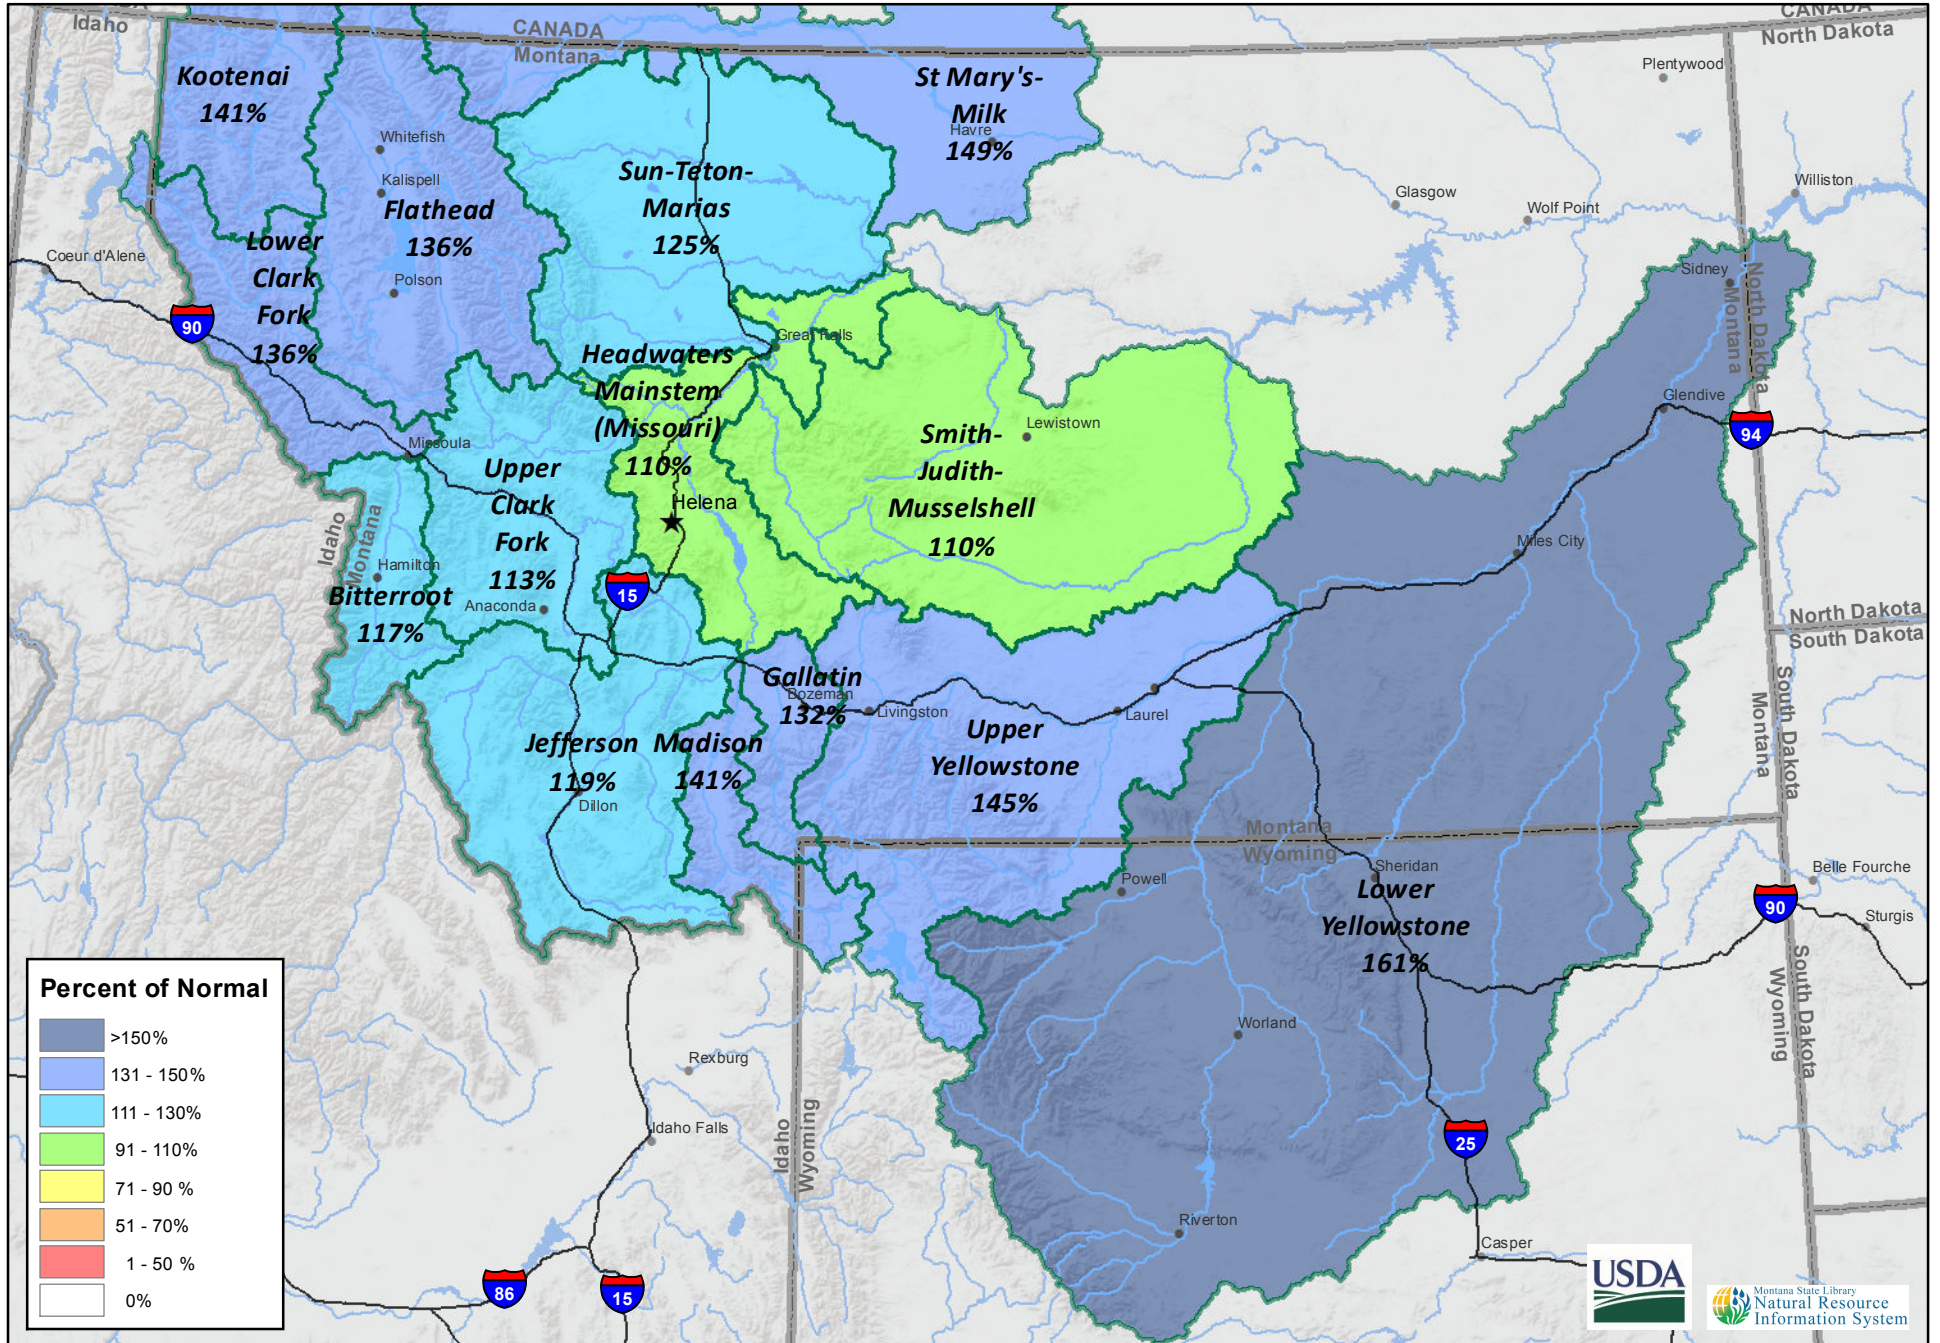 Idaho
CANADA
Montana
CANADA
North Dakota
Kootenai
141%
Whitefish
Kalispell
Flathead
136%
Polson
Lower
Clark
Fork
136%
Coeur d'Alene
90
Sun-Teton-
Marias
125%
St Mary's-
Milk
Havre
149%
Plentywood
Glasgow
Wolf Point
Williston
Sidney
Montana
North Dakota
Glendive
94
Great Falls
Headwaters
Mainstem
(Missouri)
110%
Helena
Lewistown
Smith-
Judith-
Musselshell
110%
Missoula
Upper
Clark
Fork
113%
Idaho
Montana
Hamilton
Bitterroot
117%
Anaconda
15
Miles City
North Dakota
South Dakota
Gallatin
Bozeman
132%
Livingston
Laurel
Jefferson
119%
Dillon
Madison
141%
Upper
Yellowstone
145%
Montana
South Dakota
Montana
Wyoming
Powell
Sheridan
Lower
Yellowstone
161%
Belle Fourche
90
Sturgis
Wyoming
South Dakota
Worland
Rexburg
Idaho Falls
Idaho
Wyoming
25
Riverton
Casper
86
15
Percent of Normal
>150%
131 - 150%
111 - 130%
91 - 110%
71 - 90 %
51 - 70%
1 - 50 %
0%
USDA
Montana State Library
Natural Resource
Information System